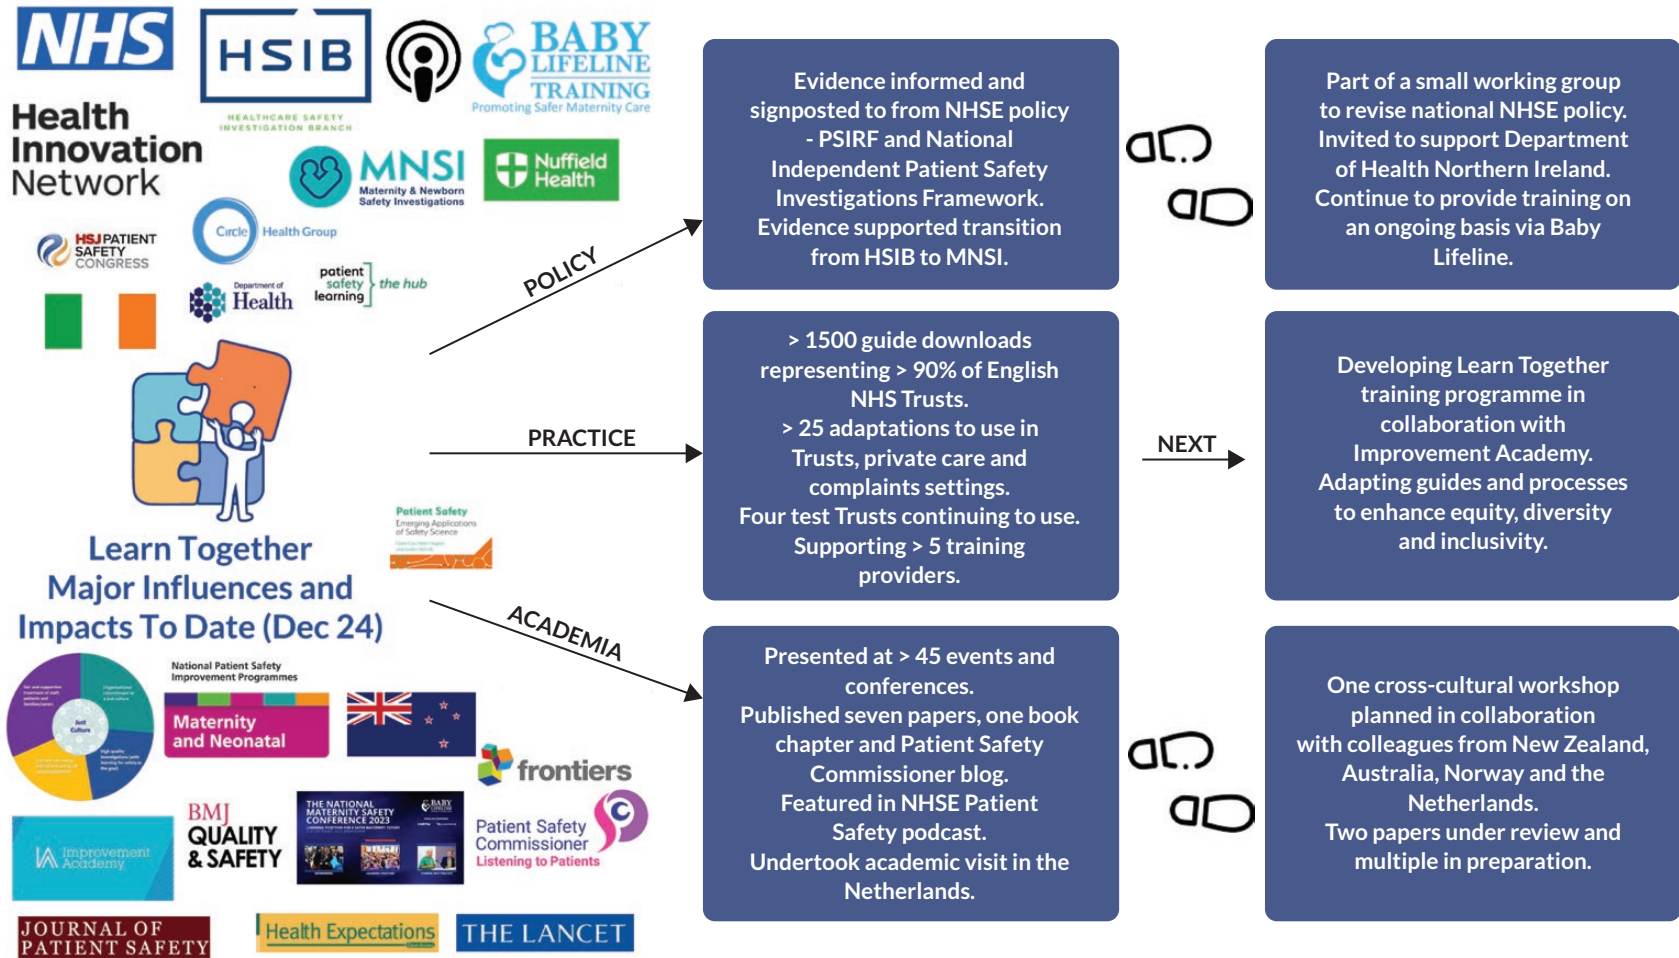 NHS
HSIB
HEALTHCARE SAFETY
INVESTIGATION BRANCH
BABY
LIFELINE
TRAINING
Promoting Safer Maternity Care
Health
Innovation
Network
MNSI
Maternity & Newborn
Safety Investigations
Nuffield
Health
HSJ PATIENT
SAFETY
CONGRESS
Circle Health Group
Department of
Health
patient
safety
learning
the hub
Learn Together
Major Influences and
Impacts To Date (Dec 24)
Patient Safety
Emerging Applications
of Safety Science
Just
Culture
National Patient Safety
Improvement Programmes
Maternity
and Neonatal
frontiers
Improvement
Academy
BMJ
QUALITY
& SAFETY
THE NATIONAL
MATERNITY SAFETY
CONFERENCE 2023
BABY
LIFELINE
Patient Safety
Commissioner
Listening to Patients
JOURNAL OF
PATIENT SAFETY
Health Expectations
THE LANCET
POLICY
Evidence informed and
signposted to from NHSE policy
- PSIRF and National
Independent Patient Safety
Investigations Framework.
Evidence supported transition
from HSIB to MNSI.
Part of a small working group
to revise national NHSE policy.
Invited to support Department
of Health Northern Ireland.
Continue to provide training on
an ongoing basis via Baby
Lifeline.
PRACTICE
> 1500 guide downloads
representing > 90% of English
NHS Trusts.
> 25 adaptations to use in
Trusts, private care and
complaints settings.
Four test Trusts continuing to use.
Supporting > 5 training
providers.
NEXT
Developing Learn Together
training programme in
collaboration with
Improvement Academy.
Adapting guides and processes
to enhance equity, diversity
and inclusivity.
ACADEMIA
Presented at > 45 events and
conferences.
Published seven papers, one book
chapter and Patient Safety
Commissioner blog.
Featured in NHSE Patient
Safety podcast.
Undertook academic visit in the
Netherlands.
One cross-cultural workshop
planned in collaboration
with colleagues from New Zealand,
Australia, Norway and the
Netherlands.
Two papers under review and
multiple in preparation.